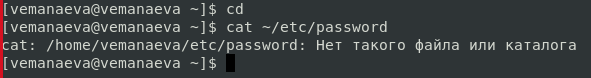 [vemanaeva@vemanaeva ~]$ cd
[vemanaeva@vemanaeva ~]$ cat ~/etc/password
cat: /home/vemanaeva/etc/password: Нет такого файла или каталога
[vemanaeva@vemanaeva ~]$